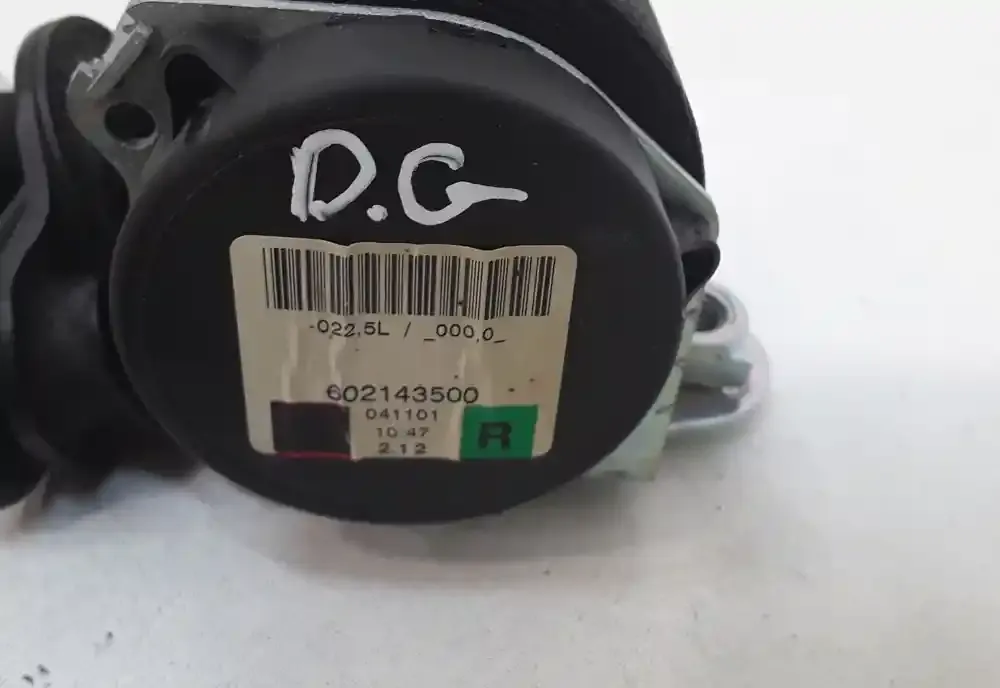 D.G
-022,5L / _000,0_
602143500
041101
10:47
2.12
R